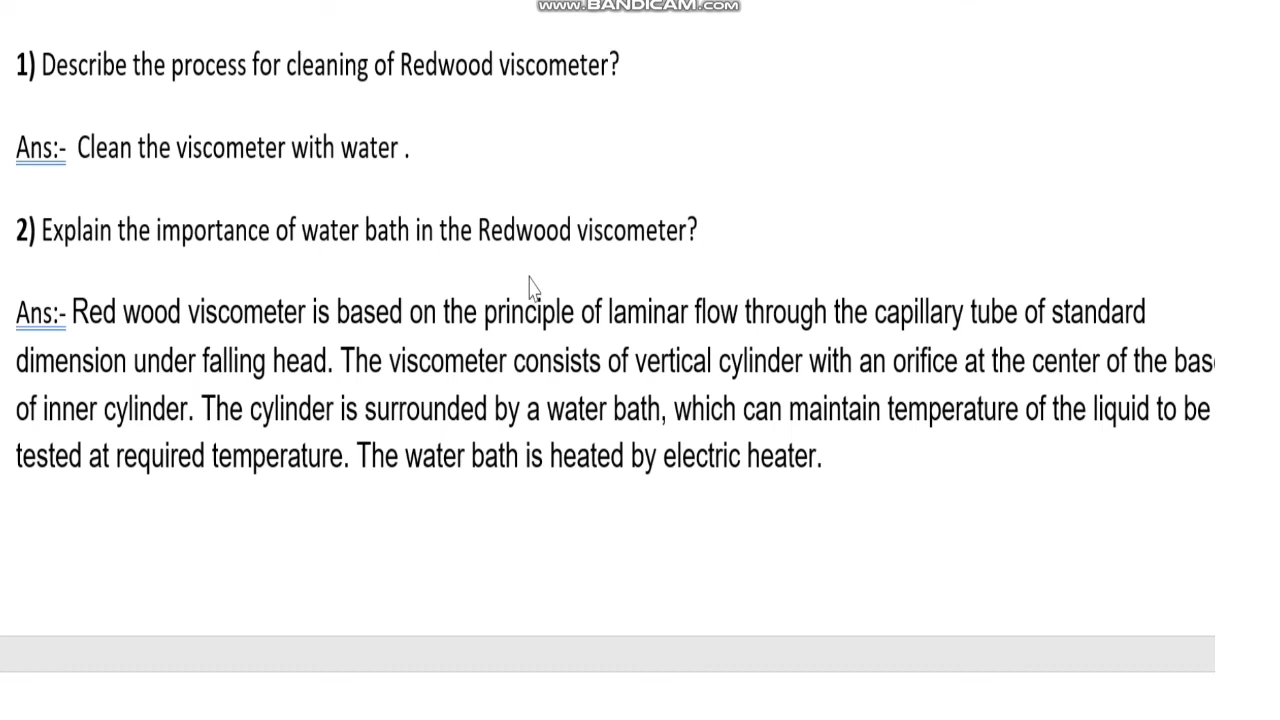 WWW.BANDICAM.COM
1) Describe the process for cleaning of Redwood viscometer?
Ans:- Clean the viscometer with water .
2) Explain the importance of water bath in the Redwood viscometer?
Ans:- Red wood viscometer is based on the principle of laminar flow through the capillary tube of standard
dimension under falling head. The viscometer consists of vertical cylinder with an orifice at the center of the bas
of inner cylinder. The cylinder is surrounded by a water bath, which can maintain temperature of the liquid to be
tested at required temperature. The water bath is heated by electric heater.